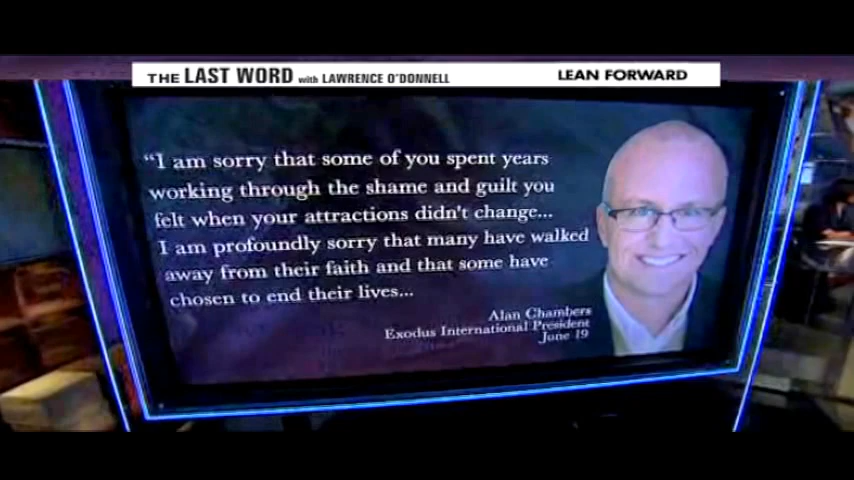 THE LAST WORD with LAWRENCE O'DONNELL
LEAN FORWARD
"I am sorry that some of you spent years
working through the shame and guilt you
felt when your attractions didn't change...
I am profoundly sorry that many have walked
away from their faith and that some have
chosen to end their lives...
Alan Chambers
Exodus International President
June 19